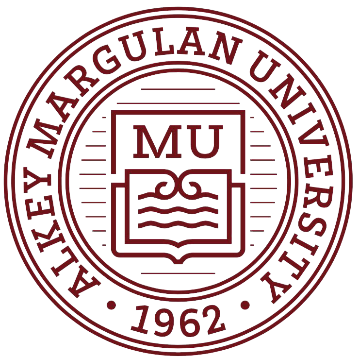 ALKEY MARGULAN UNIVERSITY
MU
• 1962 •